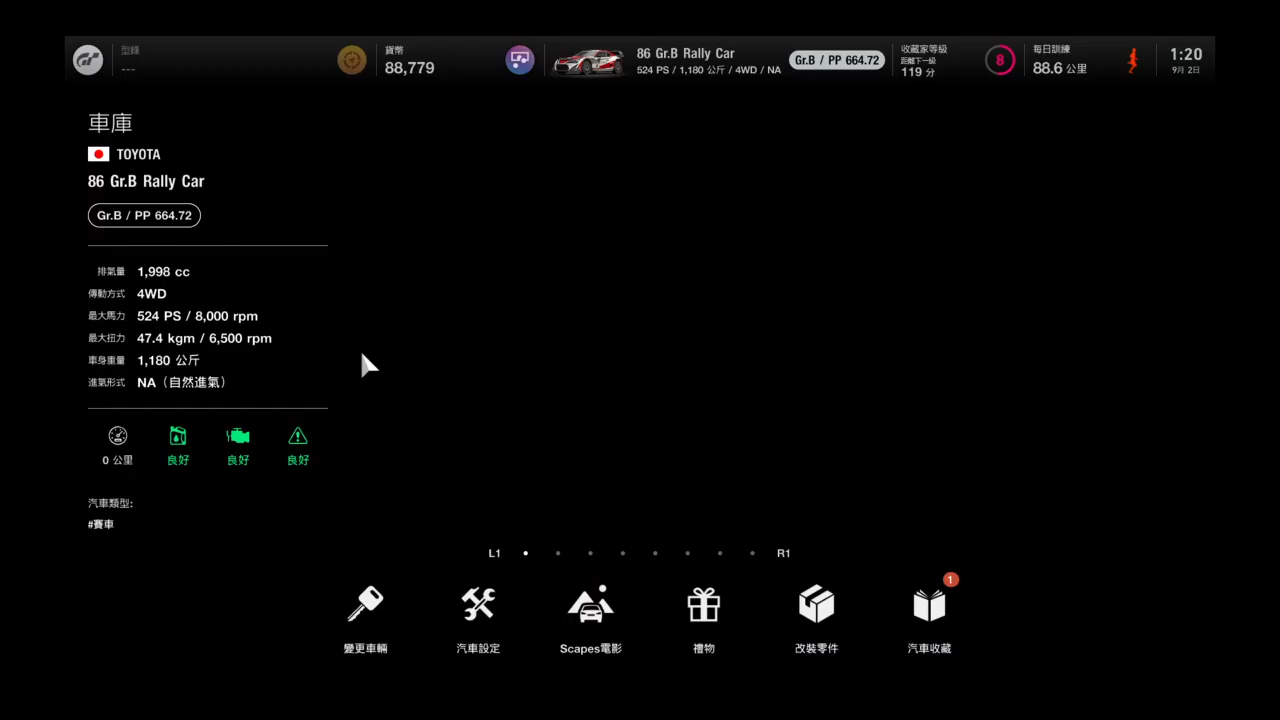 型錄
---
貨幣
88,779
86 Gr.B Rally Car
524 PS / 1,180 公斤 / 4WD / NA
Gr.B / PP 664.72
收藏家等級
距離下一級
119 分
8
每日訓練
88.6 公里
1:20
9月 2日
車庫
TOYOTA
86 Gr.B Rally Car
Gr.B / PP 664.72
排氣量 1,998 cc
傳動方式 4WD
最大馬力 524 PS / 8,000 rpm
最大扭力 47.4 kgm / 6,500 rpm
車身重量 1,180 公斤
進氣形式 NA（自然進氣）
0 公里 良好 良好 良好
汽車類型:
#賽車
L1 R1
1
變更車輛 汽車設定 Scapes電影 禮物 改裝零件 汽車收藏